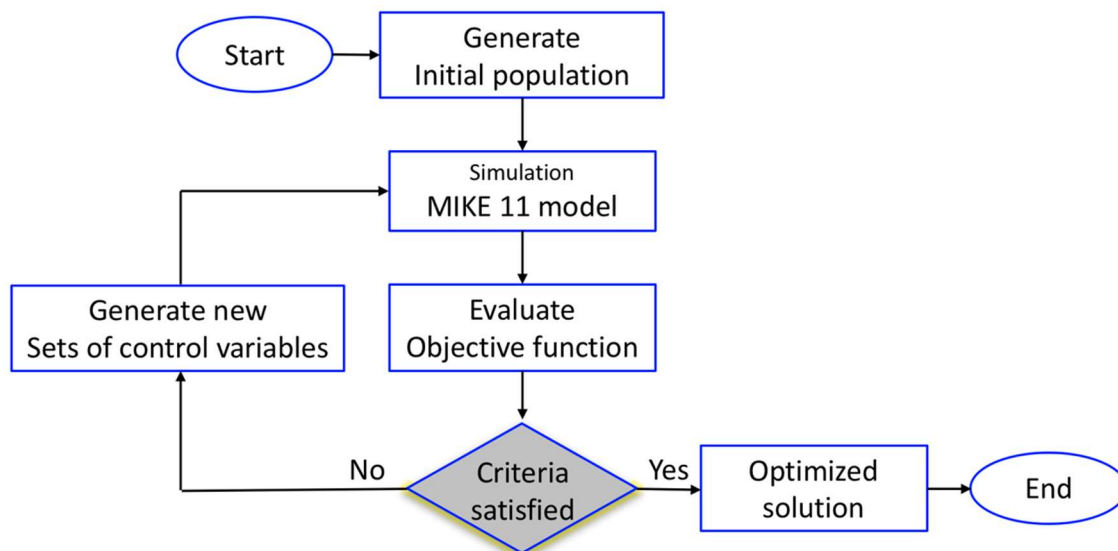 Start
Generate
Initial population
Simulation
MIKE 11 model
Generate new
Sets of control variables
Evaluate
Objective function
No
Criteria
satisfied
Yes
Optimized
solution
End